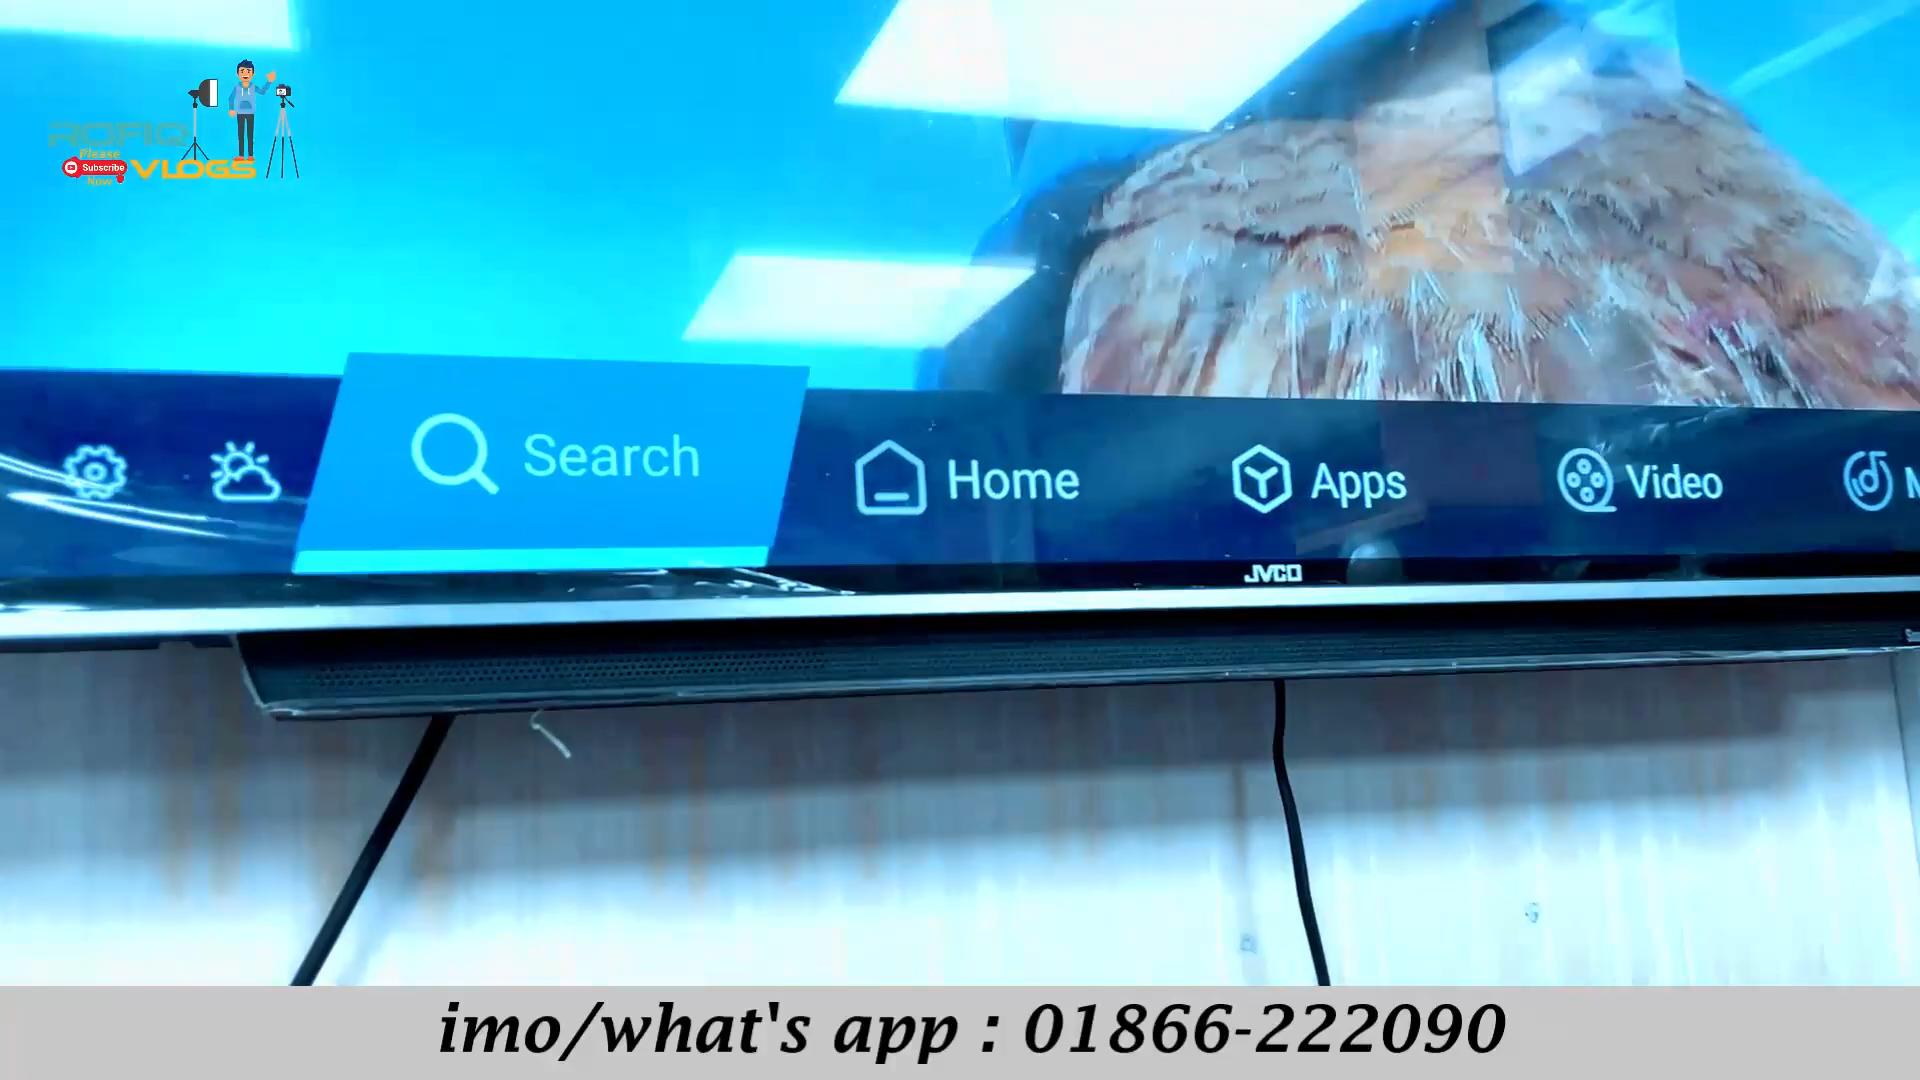 ROFIQ
Please
Subscribe
Now
VLOGS
Search
Home
Apps
Video
M
JVCO
imo/what's app : 01866-222090